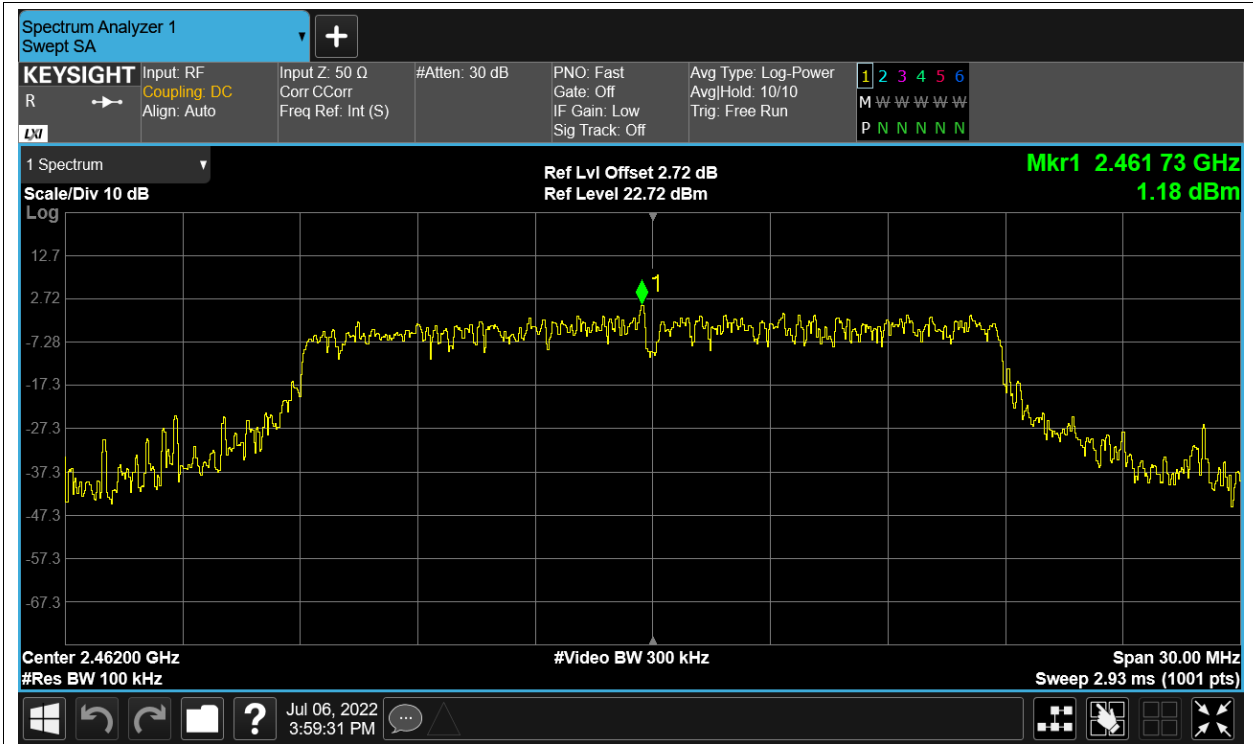 Spectrum Analyzer 1
Swept SA
KEYSIGHT
R
LXI
Input: RF
Coupling: DC
Align: Auto
Input Z: 50 Ω
Corr CCorr
Freq Ref: Int (S)
#Atten: 30 dB
PNO: Fast
Gate: Off
IF Gain: Low
Sig Track: Off
Avg Type: Log-Power
Avg|Hold: 10/10
Trig: Free Run
1 2 3 4 5 6
M W W W W W
P N N N N N
1 Spectrum
Scale/Div 10 dB
Log
Ref Lvl Offset 2.72 dB
Ref Level 22.72 dBm
Mkr1 2.461 73 GHz
1.18 dBm
12.7
2.72
-7.28
-17.3
-27.3
-37.3
-47.3
-57.3
-67.3
1
Center 2.46200 GHz
#Res BW 100 kHz
#Video BW 300 kHz
Span 30.00 MHz
Sweep 2.93 ms (1001 pts)
?
Jul 06, 2022
3:59:31 PM